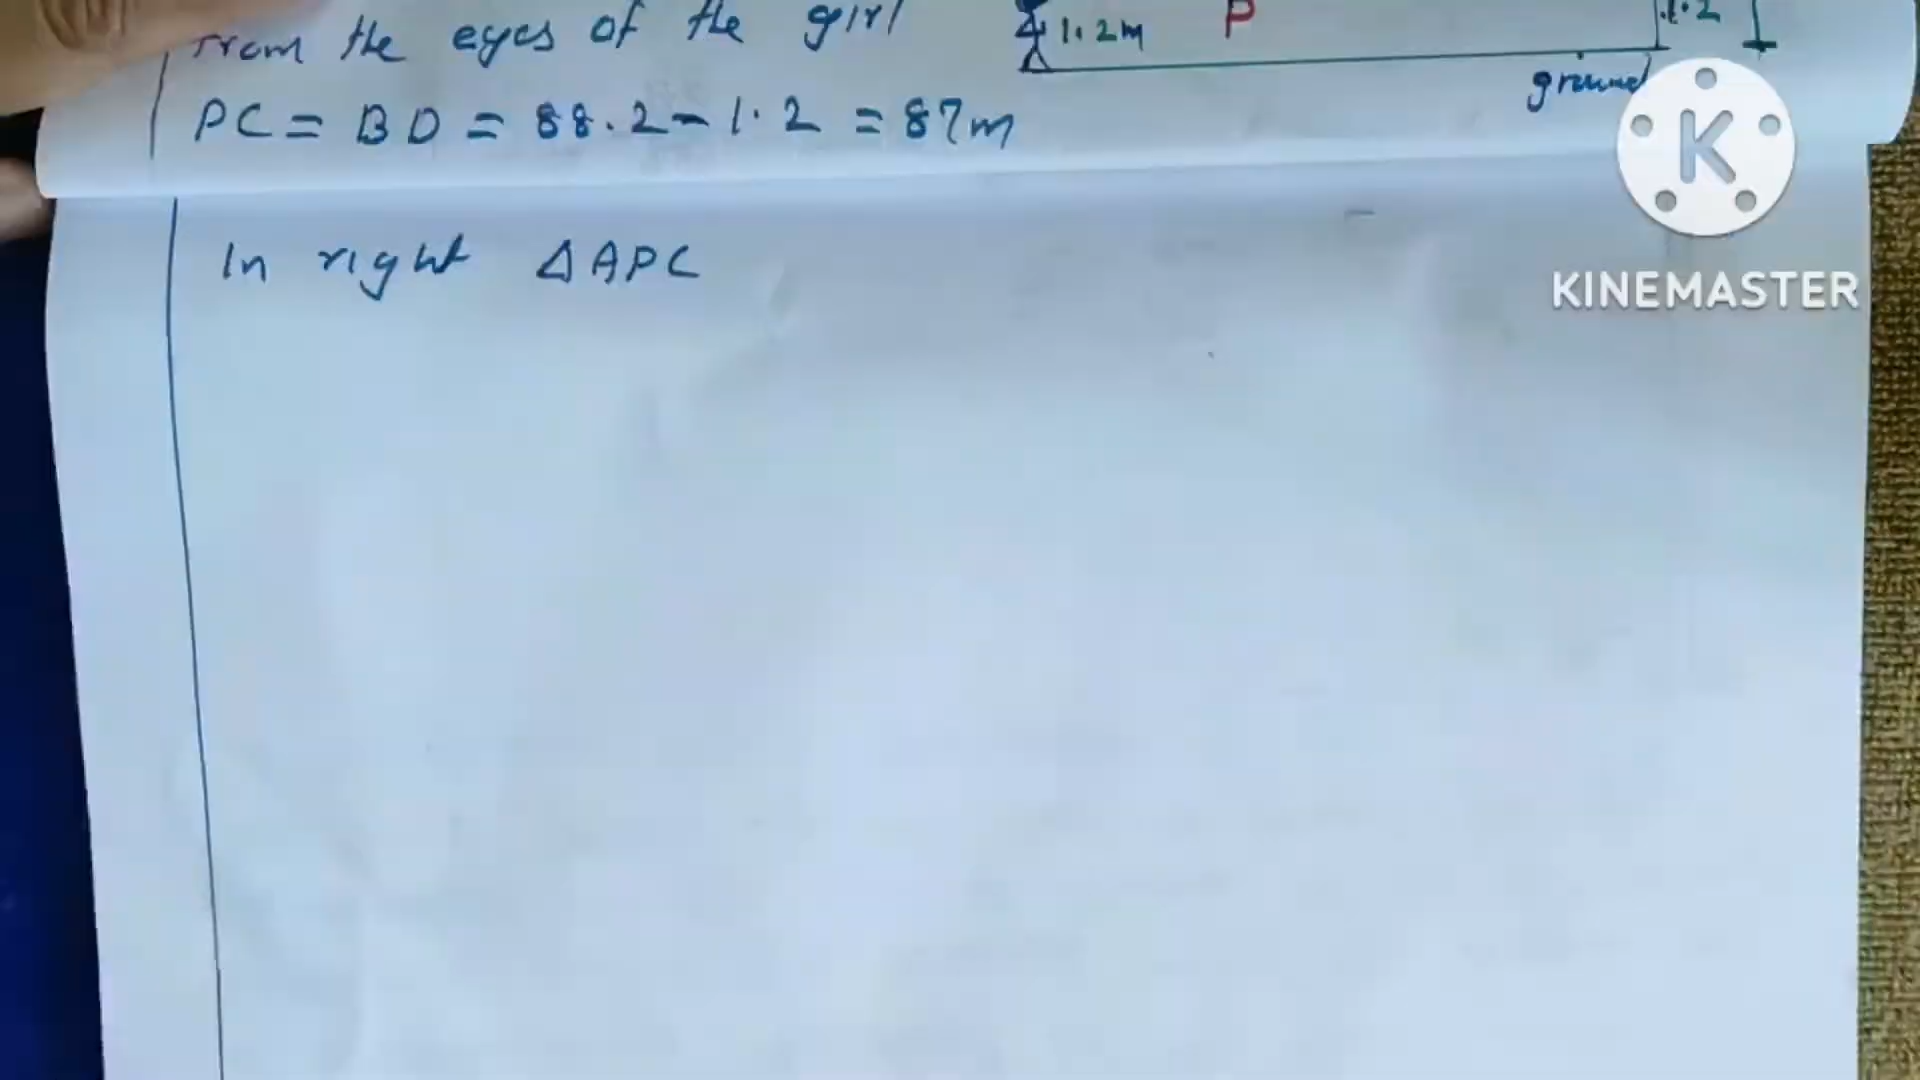 From the eyes of the girl
1.2m
P
1.2
ground
PC = BD = 88.2 - 1.2 = 87m
In right △APC
K
KINEMASTER